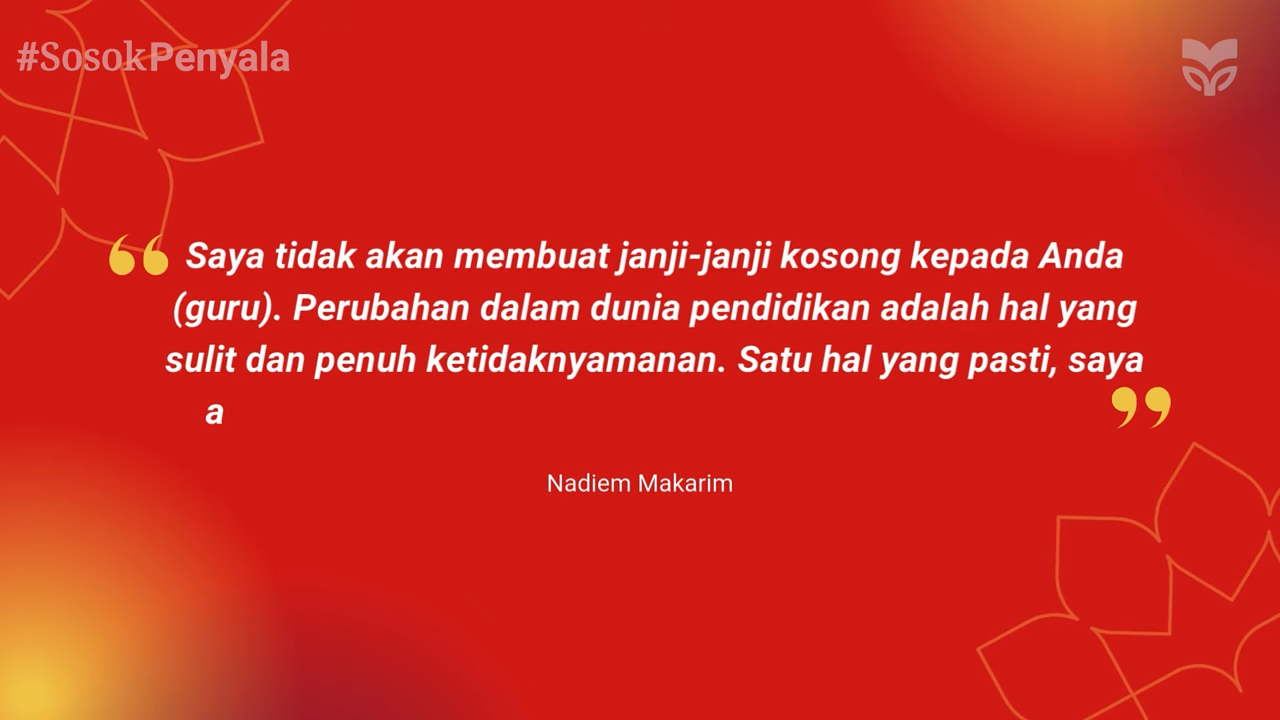 #SosokPenyala
“ Saya tidak akan membuat janji-janji kosong kepada Anda
(guru). Perubahan dalam dunia pendidikan adalah hal yang
sulit dan penuh ketidaknyamanan. Satu hal yang pasti, saya
a ”
Nadiem Makarim